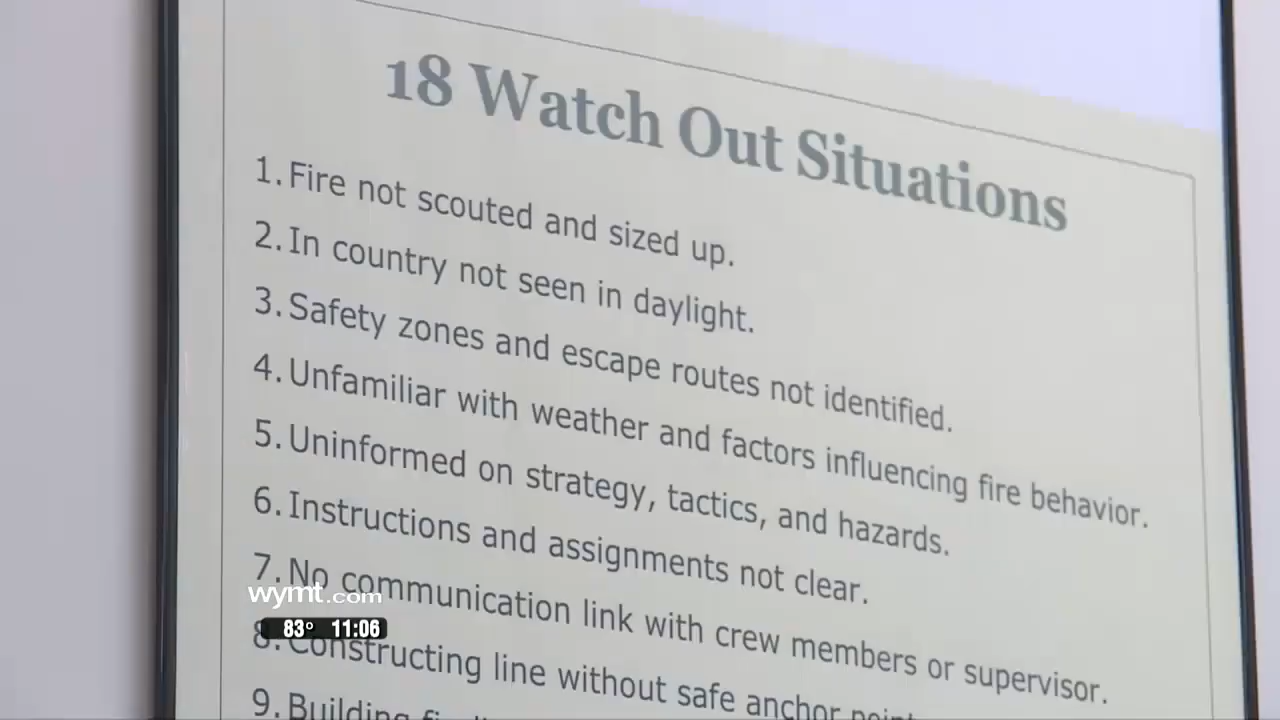 18 Watch Out Situations
1. Fire not scouted and sized up.
2. In country not seen in daylight.
3. Safety zones and escape routes not identified.
4. Unfamiliar with weather and factors influencing fire behavior.
5. Uninformed on strategy, tactics, and hazards.
6. Instructions and assignments not clear.
7. No communication link with crew members or supervisor.
wymt.com
83° 11:06
8. Constructing line without safe anchor point
9. Building